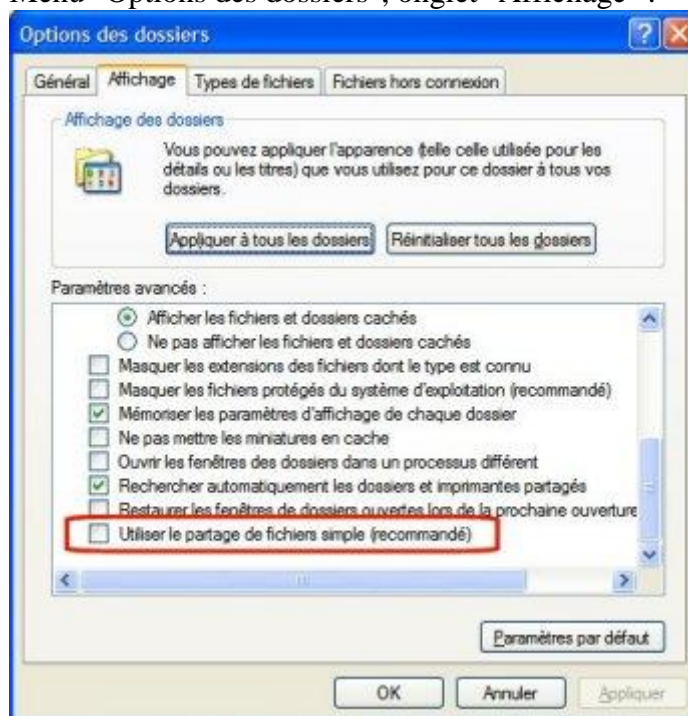 Menu "Options des dossiers", onglet "Affichage" :
Options des dossiers
Général Affichage Types de fichiers Fichiers hors connexion
Affichage des dossiers
Vous pouvez appliquer l'apparence (telle celle utilisée pour les
détails ou les titres) que vous utilisez pour ce dossier à tous vos
dossiers.
Appliquer à tous les dossiers Réinitialiser tous les dossiers
Paramètres avancés :
Afficher les fichiers et dossiers cachés
Ne pas afficher les fichiers et dossiers cachés
Masquer les extensions des fichiers dont le type est connu
Masquer les fichiers protégés du système d'exploitation (recommandé)
Mémoriser les paramètres d'affichage de chaque dossier
Ne pas mettre les miniatures en cache
Ouvrir les fenêtres des dossiers dans un processus différent
Rechercher automatiquement les dossiers et imprimantes partagés
Restaurer les fenêtres de dossiers ouvertes lors de la prochaine ouverture
Utiliser le partage de fichiers simple (recommandé)
Paramètres par défaut
OK Annuler Appliquer